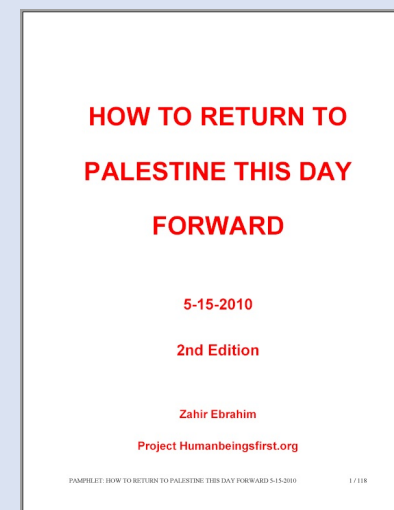 HOW TO RETURN TO
PALESTINE THIS DAY
FORWARD
5-15-2010
2nd Edition
Zahir Ebrahim
Project Humanbeingsfirst.org
PAMPHLET: HOW TO RETURN TO PALESTINE THIS DAY FORWARD 5-15-2010 1 / 118